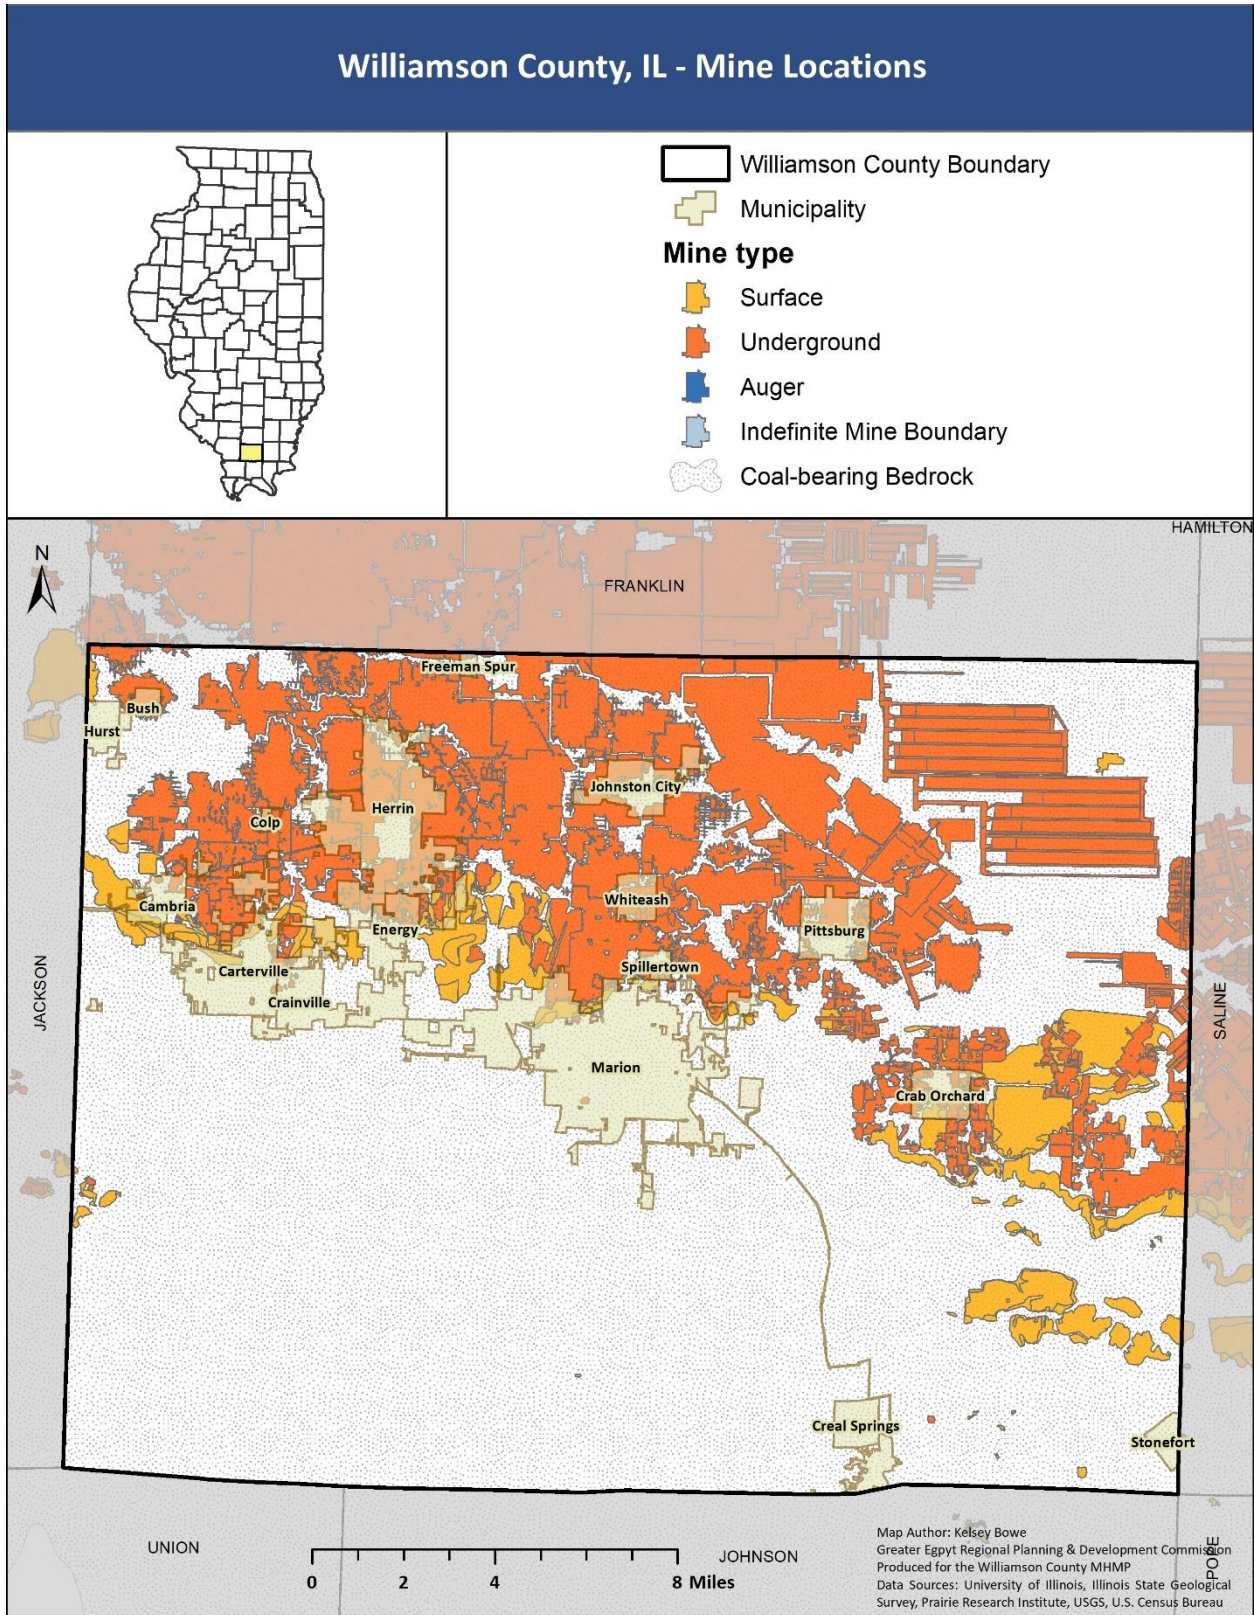 Williamson County, IL - Mine Locations
Williamson County Boundary
Municipality
Mine type
Surface
Underground
Auger
Indefinite Mine Boundary
Coal-bearing Bedrock
HAMILTON
N
FRANKLIN
Freeman Spur
Bush
Hurst
Johnston City
Herrin
Colp
Whiteash
Cambria
Energy
Pittsburg
Spillertown
Carterville
Crainville
JACKSON
SALINE
Marion
Crab Orchard
Creal Springs
Stonefort
UNION
JOHNSON
POPE
0 2 4 8 Miles
Map Author: Kelsey Bowe
Greater Egpyt Regional Planning & Development Commission
Produced for the Williamson County MHMP
Data Sources: University of Illinois, Illinois State Geological
Survey, Prairie Research Institute, USGS, U.S. Census Bureau